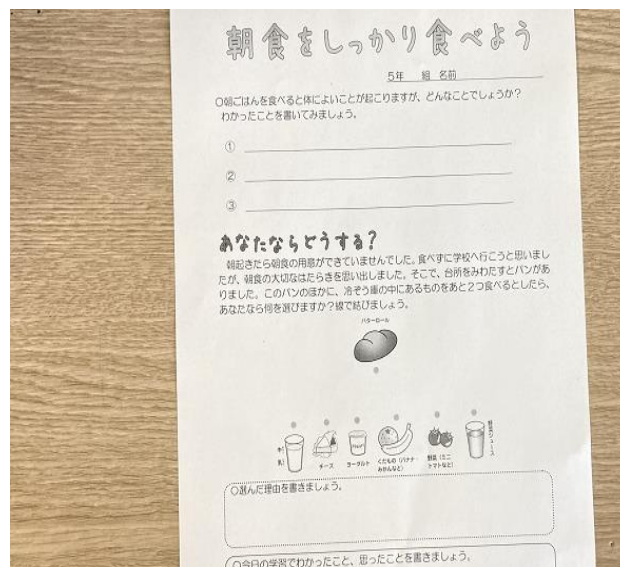 朝食をしっかり食べよう
5年　組　名前
○朝ごはんを食べると体によいことが起こりますが、どんなことでしょうか？
わかったことを書いてみましょう。
①
②
③
あなたならどうする？
朝起きたら朝食の用意ができていませんでした。食べずに学校へ行こうと思いまし
たが、朝食の大切なはたらきを思い出しました。そこで、台所をみわたすとパンがあ
りました。このパンのほかに、冷ぞう庫の中にあるものをあと2つ食べるとしたら、
あなたなら何を選びますか？線で結びましょう。
バターロール
牛乳
チーズ
ヨーグルト
くだもの（バナナ・
みかんなど）
野菜（ミニ
トマトなど）
野菜ジュース
○選んだ理由を書きましょう。
○今日の学習でわかったこと、思ったことを書きましょう。